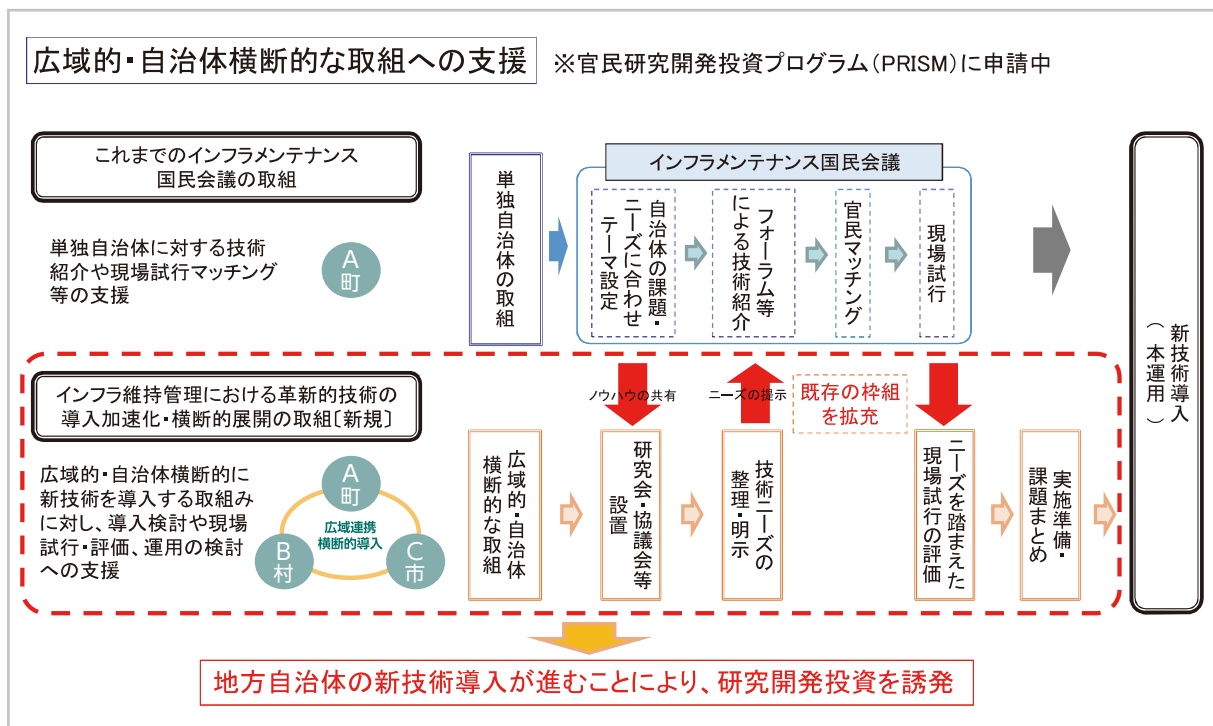 広域的・自治体横断的な取組への支援
※官民研究開発投資プログラム(PRISM)に申請中
これまでのインフラメンテナンス
国民会議の取組
単独自治体に対する技術
紹介や現場試行マッチング
等の支援
A
町
単独自治体の取組
インフラメンテナンス国民会議
自治体の課題・
ニーズに合わせ
テーマ設定
フォーラム等
による技術紹介
官民マッチング
現場試行
新技術導入
(本運用)
インフラ維持管理における革新的技術の
導入加速化・横断的展開の取組〔新規〕
広域的・自治体横断的に
新技術を導入する取組み
に対し、導入検討や現場
試行・評価、運用の検討
への支援
A
町
広域連携
横断的導入
B
村
C
市
ノウハウの共有
ニーズの提示
既存の枠組
を拡充
広域的・自治体
横断的な取組
研究会・協議会等
設置
技術ニーズの
整理・明示
ニーズを踏まえた
現場試行の評価
実施準備・
課題まとめ
地方自治体の新技術導入が進むことにより、研究開発投資を誘発